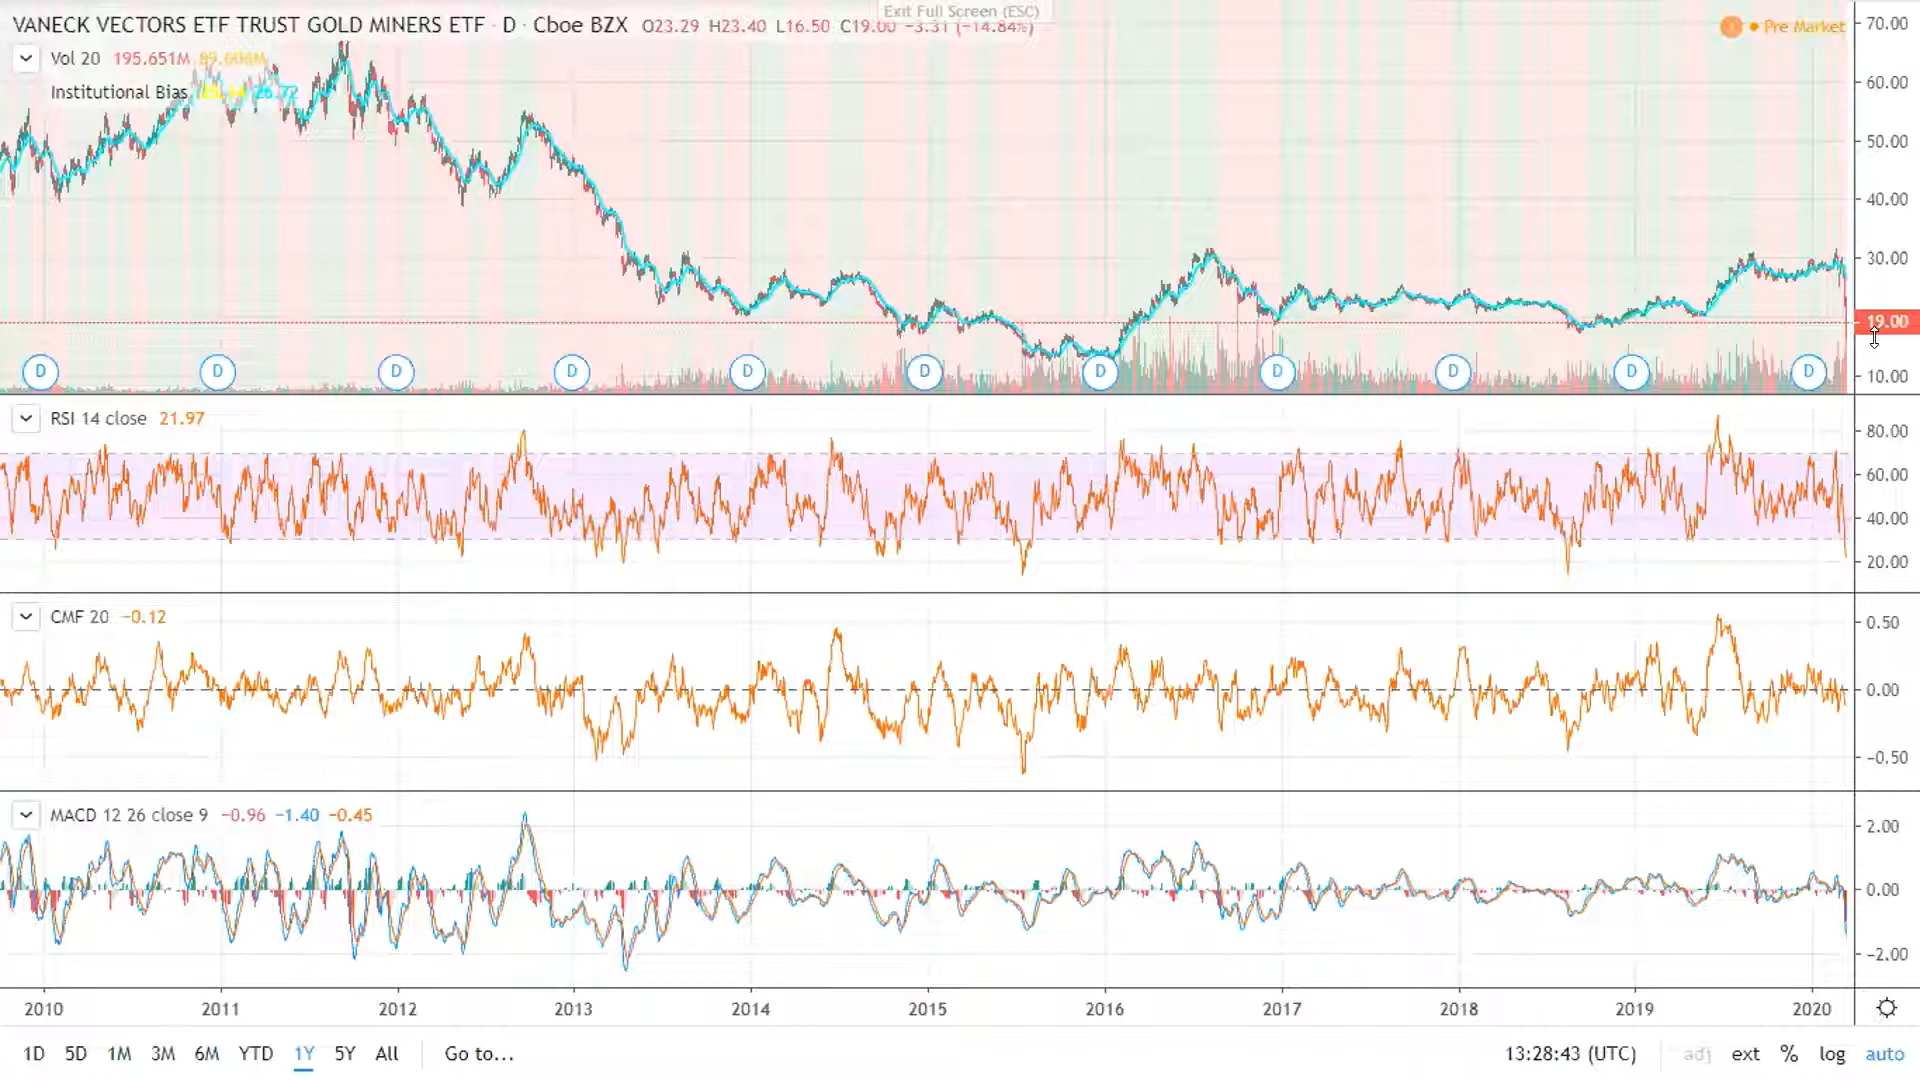 Exit Full Screen (ESC)
VANECK VECTORS ETF TRUST GOLD MINERS ETF · D · Cboe BZX O23.29 H23.40 L16.50 C19.00 −3.31 (−14.84%)
Pre Market
Vol 20 195.651M 89.006M
Institutional Bias 26.72
70.00
60.00
50.00
40.00
30.00
19.00
10.00
D D D D D D D D D D D
RSI 14 close 21.97
80.00
60.00
40.00
20.00
CMF 20 −0.12
0.50
0.00
−0.50
MACD 12 26 close 9 −0.96 −1.40 −0.45
2.00
0.00
−2.00
2010 2011 2012 2013 2014 2015 2016 2017 2018 2019 2020
1D 5D 1M 3M 6M YTD 1Y 5Y All Go to... 13:28:43 (UTC) adj ext % log auto